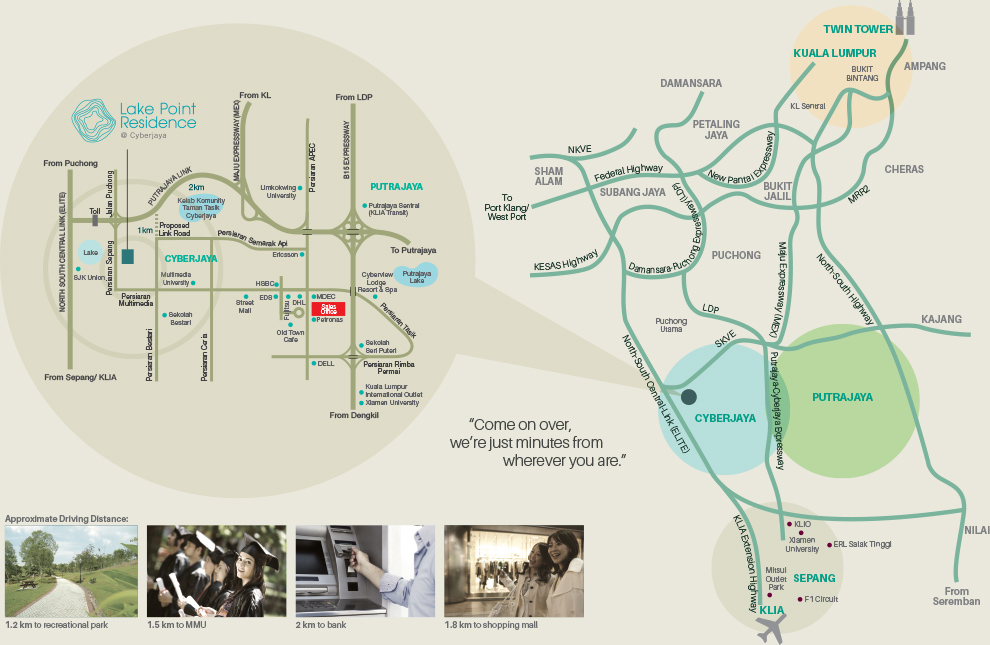 Lake Point
Residence
@ Cyberjaya
From Puchong
From KL
From LDP
NORTH SOUTH CENTRAL LINK (ELITE)
Jalan Puchong
Toll
PUTRAJAYA LINK
MAJU EXPRESSWAY (MEX)
Persiaran APEC
B15 EXPRESSWAY
2km
Kelab Komunity
Taman Tasik
Cyberjaya
Limkokwing
University
PUTRAJAYA
Putrajaya Sentral
(KLIA Transit)
1km
Proposed
Link Road
Persiaran Semarak Api
To Putrajaya
Lake
Persiaran Sepang
CYBERJAYA
Ericsson
SJK Union
Multimedia
University
HSBC
Cyberview
Lodge
Resort & Spa
Putrajaya
Lake
Persiaran
Multimedia
Street
Mall
EDS
Fujitsu
DHL
MDEC
Sales
Office
Petronas
Persiaran Tasik
Sekolah
Bestari
Old Town
Cafe
Persiaran Bestari
Persiaran Ceria
Sekolah
Seri Puteri
DELL
Persiaran Rimba
Permai
From Sepang/ KLIA
Kuala Lumpur
International Outlet
Xiamen University
From Dengkil
"Come on over,
we're just minutes from
wherever you are."
TWIN TOWER
KUALA LUMPUR
BUKIT
BINTANG
AMPANG
DAMANSARA
KL Sentral
PETALING
JAYA
NKVE
SHAM
ALAM
Federal Highway
New Pantai Expressway
CHERAS
SUBANG JAYA
BUKIT
JALIL
MRR2
To
Port Klang/
West Port
KESAS Highway
Damansara-Puchong Expressway (LDP)
PUCHONG
Maju Expressway (MEX)
North-South Highway
LDP
Puchong
Utama
SKVE
KAJANG
North-South Central-Link (ELITE)
Putrajaya-Cyberjaya Expressway
CYBERJAYA
PUTRAJAYA
KLIA Extension Highway
KLIO
Xiamen
University
ERL Salak Tinggi
NILAI
Mitsui
Outlet
Park
SEPANG
F1 Circuit
KLIA
From
Seremban
Approximate Driving Distance:
1.2 km to recreational park
1.5 km to MMU
2 km to bank
1.8 km to shopping mall